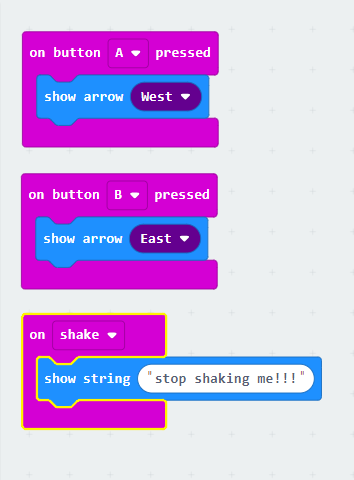 on button A pressed
show arrow West
on button B pressed
show arrow East
on shake
show string "stop shaking me!!!"